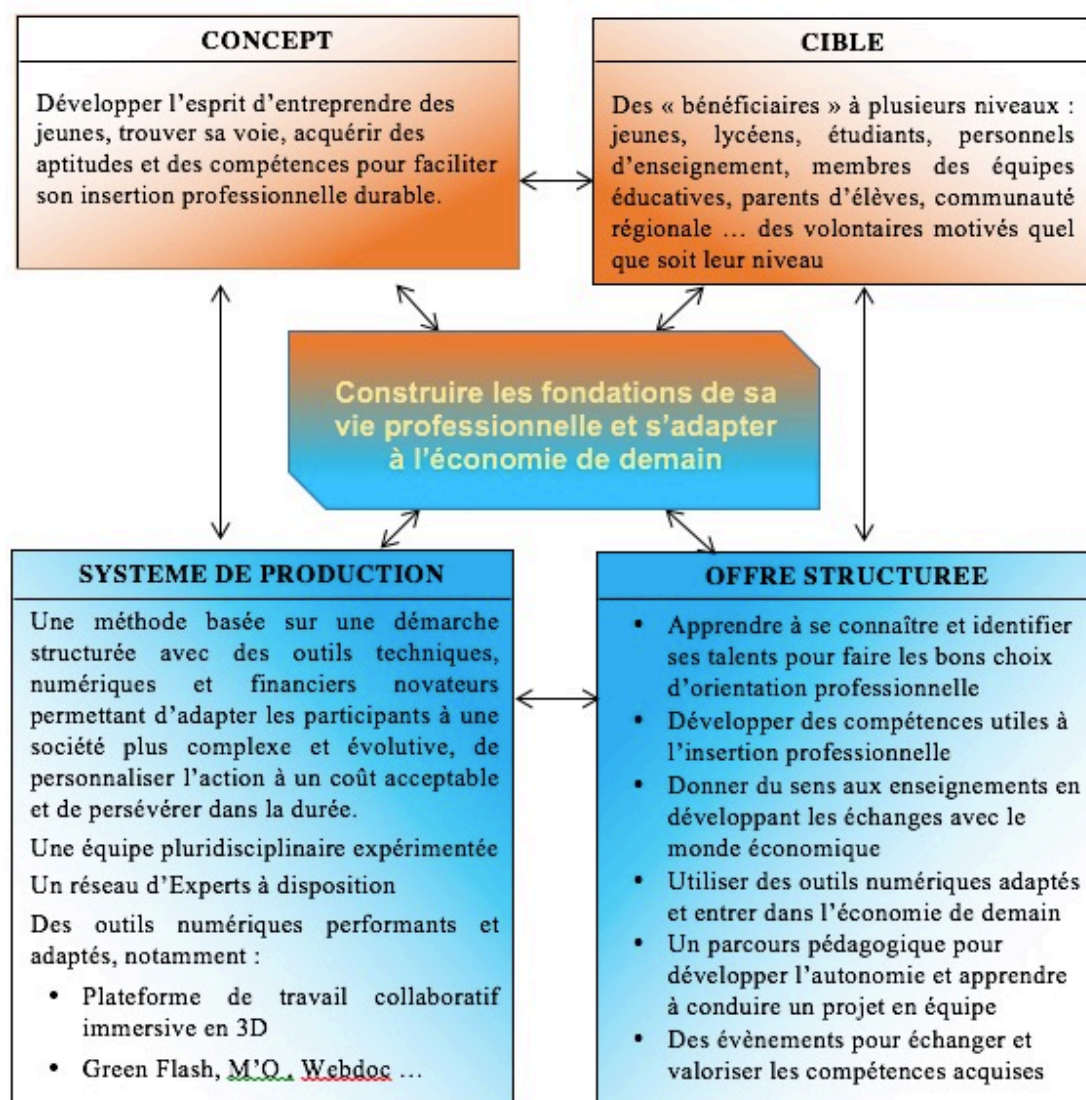 CONCEPT
Développer l'esprit d'entreprendre des
jeunes, trouver sa voie, acquérir des
aptitudes et des compétences pour faciliter
son insertion professionnelle durable.
CIBLE
Des « bénéficiaires » à plusieurs niveaux :
jeunes, lycéens, étudiants, personnels
d'enseignement, membres des équipes
éducatives, parents d'élèves, communauté
régionale … des volontaires motivés quel
que soit leur niveau
Construire les fondations de sa
vie professionnelle et s'adapter
à l'économie de demain
SYSTEME DE PRODUCTION
Une méthode basée sur une démarche
structurée avec des outils techniques,
numériques et financiers novateurs
permettant d'adapter les participants à une
société plus complexe et évolutive, de
personnaliser l'action à un coût acceptable
et de persévérer dans la durée.
Une équipe pluridisciplinaire expérimentée
Un réseau d'Experts à disposition
Des outils numériques performants et
adaptés, notamment :
• Plateforme de travail collaboratif
immersive en 3D
• Green Flash, M'O , Webdoc …
OFFRE STRUCTUREE
• Apprendre à se connaître et identifier
ses talents pour faire les bons choix
d'orientation professionnelle
• Développer des compétences utiles à
l'insertion professionnelle
• Donner du sens aux enseignements en
développant les échanges avec le
monde économique
• Utiliser des outils numériques adaptés
et entrer dans l'économie de demain
• Un parcours pédagogique pour
développer l'autonomie et apprendre
à conduire un projet en équipe
• Des évènements pour échanger et
valoriser les compétences acquises